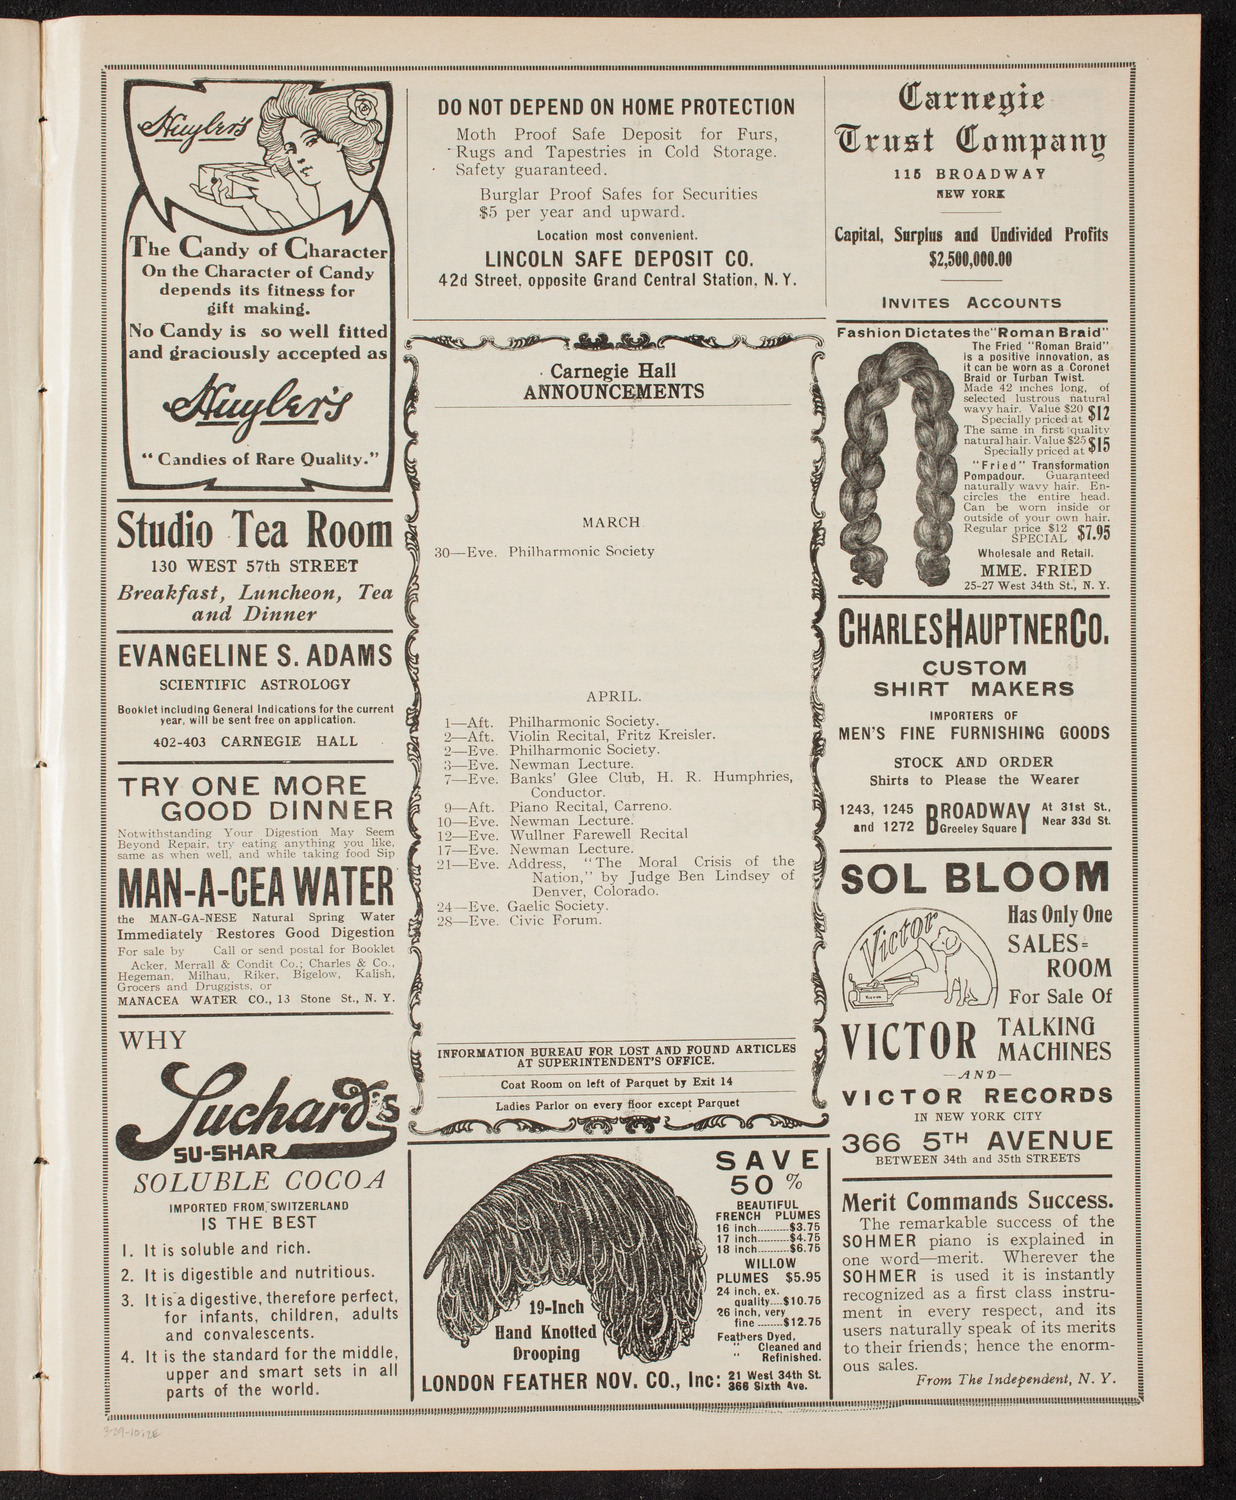 Huyler's
The Candy of Character
On the Character of Candy
depends its fitness for
gift making.
No Candy is so well fitted
and graciously accepted as
Huyler's
"Candies of Rare Quality."
Studio Tea Room
130 WEST 57th STREET
Breakfast, Luncheon, Tea
and Dinner
EVANGELINE S. ADAMS
SCIENTIFIC ASTROLOGY
Booklet including General Indications for the current
year, will be sent free on application.
402-403 CARNEGIE HALL
TRY ONE MORE
GOOD DINNER
Notwithstanding Your Digestion May Seem
Beyond Repair, try eating anything you like,
same as when well, and while taking food Sip
MAN-A-CEA WATER
the MAN-GA-NESE Natural Spring Water
Immediately Restores Good Digestion
For sale by Call or send postal for Booklet
Acker, Merrall & Condit Co.; Charles & Co.,
Hegeman, Milhau, Riker, Bigelow, Kalish,
Grocers and Druggists, or
MANACEA WATER CO., 13 Stone St., N. Y.
WHY
Suchard's
SU-SHAR
SOLUBLE COCOA
IMPORTED FROM SWITZERLAND
IS THE BEST
1. It is soluble and rich.
2. It is digestible and nutritious.
3. It is a digestive, therefore perfect,
for infants, children, adults
and convalescents.
4. It is the standard for the middle,
upper and smart sets in all
parts of the world.
DO NOT DEPEND ON HOME PROTECTION
Moth Proof Safe Deposit for Furs,
Rugs and Tapestries in Cold Storage.
Safety guaranteed.
Burglar Proof Safes for Securities
$5 per year and upward.
Location most convenient.
LINCOLN SAFE DEPOSIT CO.
42d Street, opposite Grand Central Station, N. Y.
Carnegie Hall
ANNOUNCEMENTS
MARCH
30—Eve. Philharmonic Society
APRIL.
1—Aft. Philharmonic Society.
2—Aft. Violin Recital, Fritz Kreisler.
2—Eve. Philharmonic Society.
3—Eve. Newman Lecture.
7—Eve. Banks' Glee Club, H. R. Humphries,
Conductor.
9—Aft. Piano Recital, Carreno.
10—Eve. Newman Lecture.
12—Eve. Wullner Farewell Recital
17—Eve. Newman Lecture.
21—Eve. Address, "The Moral Crisis of the
Nation," by Judge Ben Lindsey of
Denver, Colorado.
24—Eve. Gaelic Society.
28—Eve. Civic Forum.
INFORMATION BUREAU FOR LOST AND FOUND ARTICLES
AT SUPERINTENDENT'S OFFICE.
Coat Room on left of Parquet by Exit 14
Ladies Parlor on every floor except Parquet
19-Inch
Hand Knotted
Drooping
SAVE
50%
BEAUTIFUL
FRENCH PLUMES
16 inch..........$3.75
17 inch..........$4.75
18 inch..........$6.75
WILLOW
PLUMES $5.95
24 inch, ex.
quality....$10.75
26 inch, very
fine ........$12.75
Feathers Dyed,
" Cleaned and
" Refinished.
LONDON FEATHER NOV. CO., Inc: 21 West 34th St.
366 Sixth Ave.
Carnegie
Trust Company
115 BROADWAY
NEW YORK
Capital, Surplus and Undivided Profits
$2,500,000.00
INVITES ACCOUNTS
Fashion Dictates the "Roman Braid"
The Fried "Roman Braid"
is a positive innovation, as
it can be worn as a Coronet
Braid or Turban Twist.
Made 42 inches long, of
selected lustrous natural
wavy hair. Value $20
Specially priced at $12
The same in first quality
natural hair. Value $25
Specially priced at $15
"Fried" Transformation
Pompadour. Guaranteed
naturally wavy hair. En-
circles the entire head.
Can be worn inside or
outside of your own hair.
Regular price $12
SPECIAL $7.95
Wholesale and Retail.
MME. FRIED
25-27 West 34th St., N. Y.
CHARLES HAUPTNER CO.
CUSTOM
SHIRT MAKERS
IMPORTERS OF
MEN'S FINE FURNISHING GOODS
STOCK AND ORDER
Shirts to Please the Wearer
1243, 1245 and 1272 BROADWAY Greeley Square At 31st St., Near 33d St.
SOL BLOOM
Victor
Has Only One
SALES=
ROOM
For Sale Of
VICTOR TALKING
MACHINES
—AND—
VICTOR RECORDS
IN NEW YORK CITY
366 5TH AVENUE
BETWEEN 34th and 35th STREETS
Merit Commands Success.
The remarkable success of the
SOHMER piano is explained in
one word—merit. Wherever the
SOHMER is used it is instantly
recognized as a first class instru-
ment in every respect, and its
users naturally speak of its merits
to their friends; hence the enorm-
ous sales.
From The Independent, N. Y.